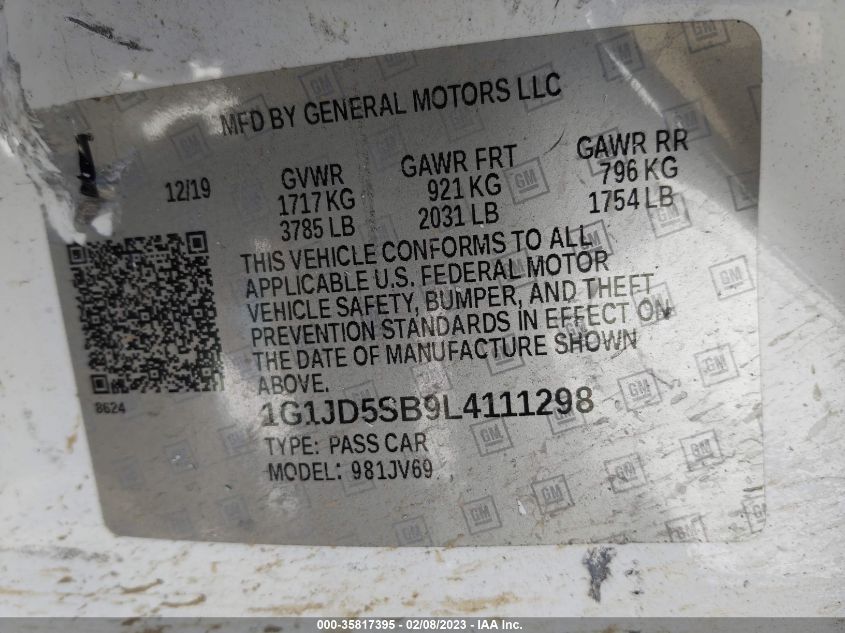 MFD BY GENERAL MOTORS LLC
12/19
GVWR
1717 KG
3785 LB
GAWR FRT
921 KG
2031 LB
GAWR RR
796 KG
1754 LB
THIS VEHICLE CONFORMS TO ALL
APPLICABLE U.S. FEDERAL MOTOR
VEHICLE SAFETY, BUMPER, AND THEFT
PREVENTION STANDARDS IN EFFECT ON
THE DATE OF MANUFACTURE SHOWN
ABOVE.
8624
1G1JD5SB9L4111298
TYPE: PASS CAR
MODEL: 981JV69
000-35817395 - 02/08/2023 - IAA Inc.